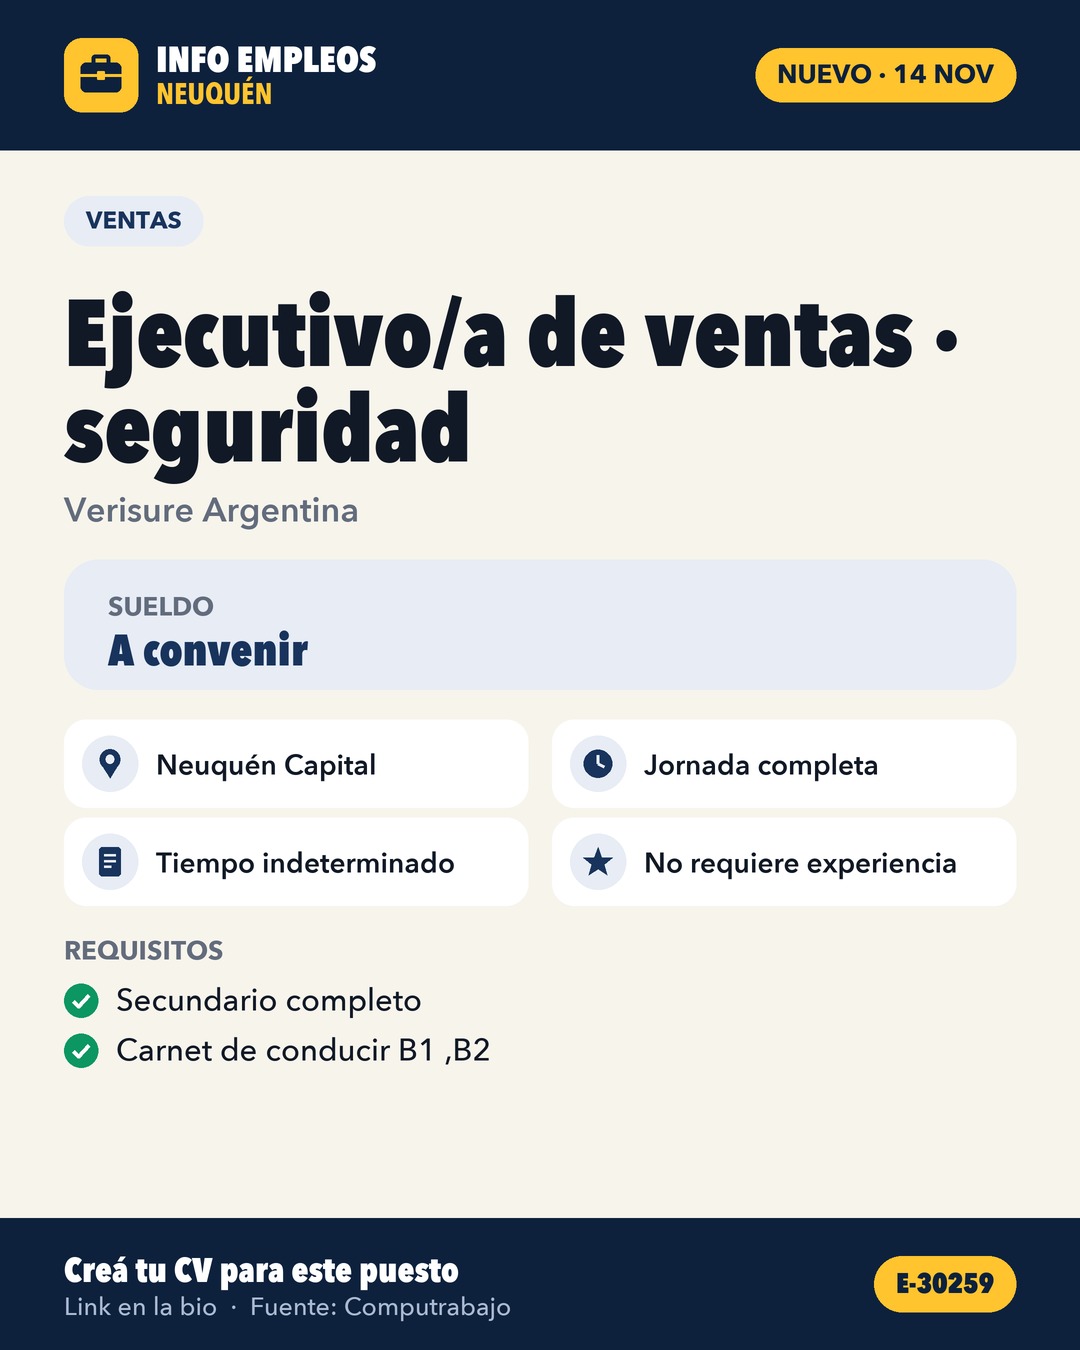 INFO EMPLEOS
NEUQUÉN
NUEVO · 14 NOV
VENTAS
Ejecutivo/a de ventas •
seguridad
Verisure Argentina
SUELDO
A convenir
Neuquén Capital
Jornada completa
Tiempo indeterminado
No requiere experiencia
REQUISITOS
Secundario completo
Carnet de conducir B1 ,B2
Creá tu CV para este puesto
Link en la bio · Fuente: Computrabajo
E-30259